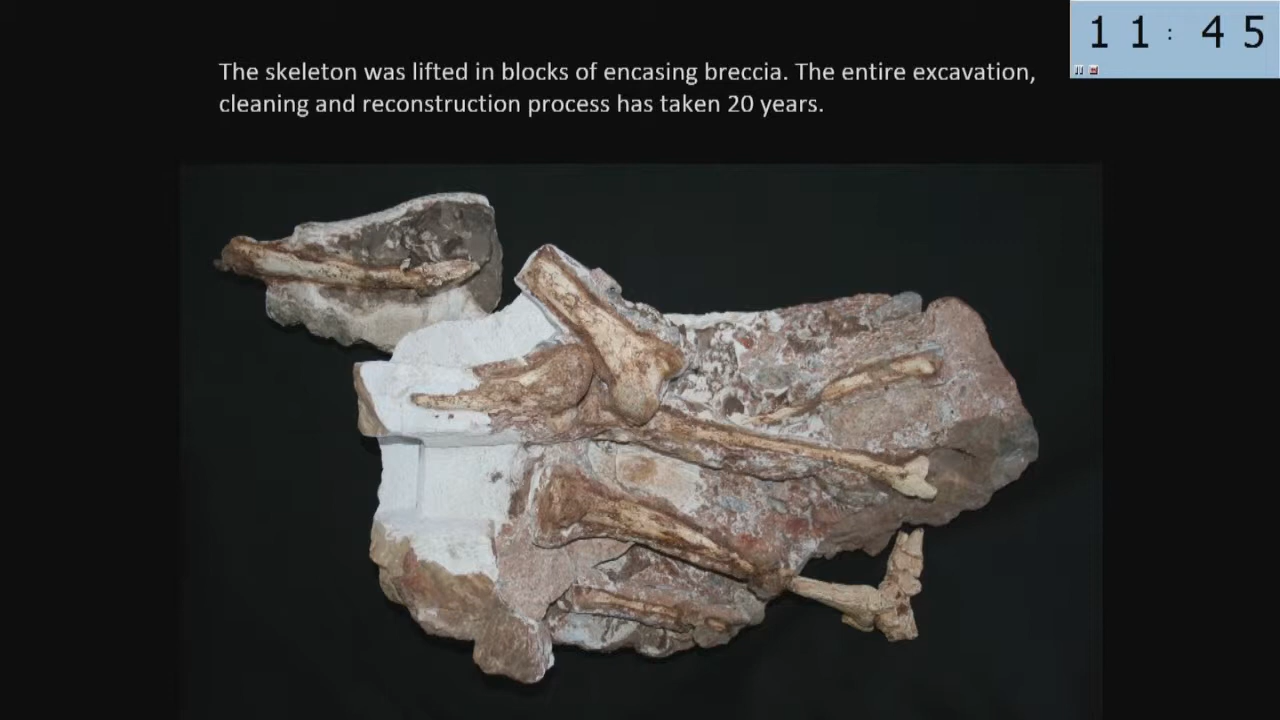 11:45
The skeleton was lifted in blocks of encasing breccia. The entire excavation,
cleaning and reconstruction process has taken 20 years.